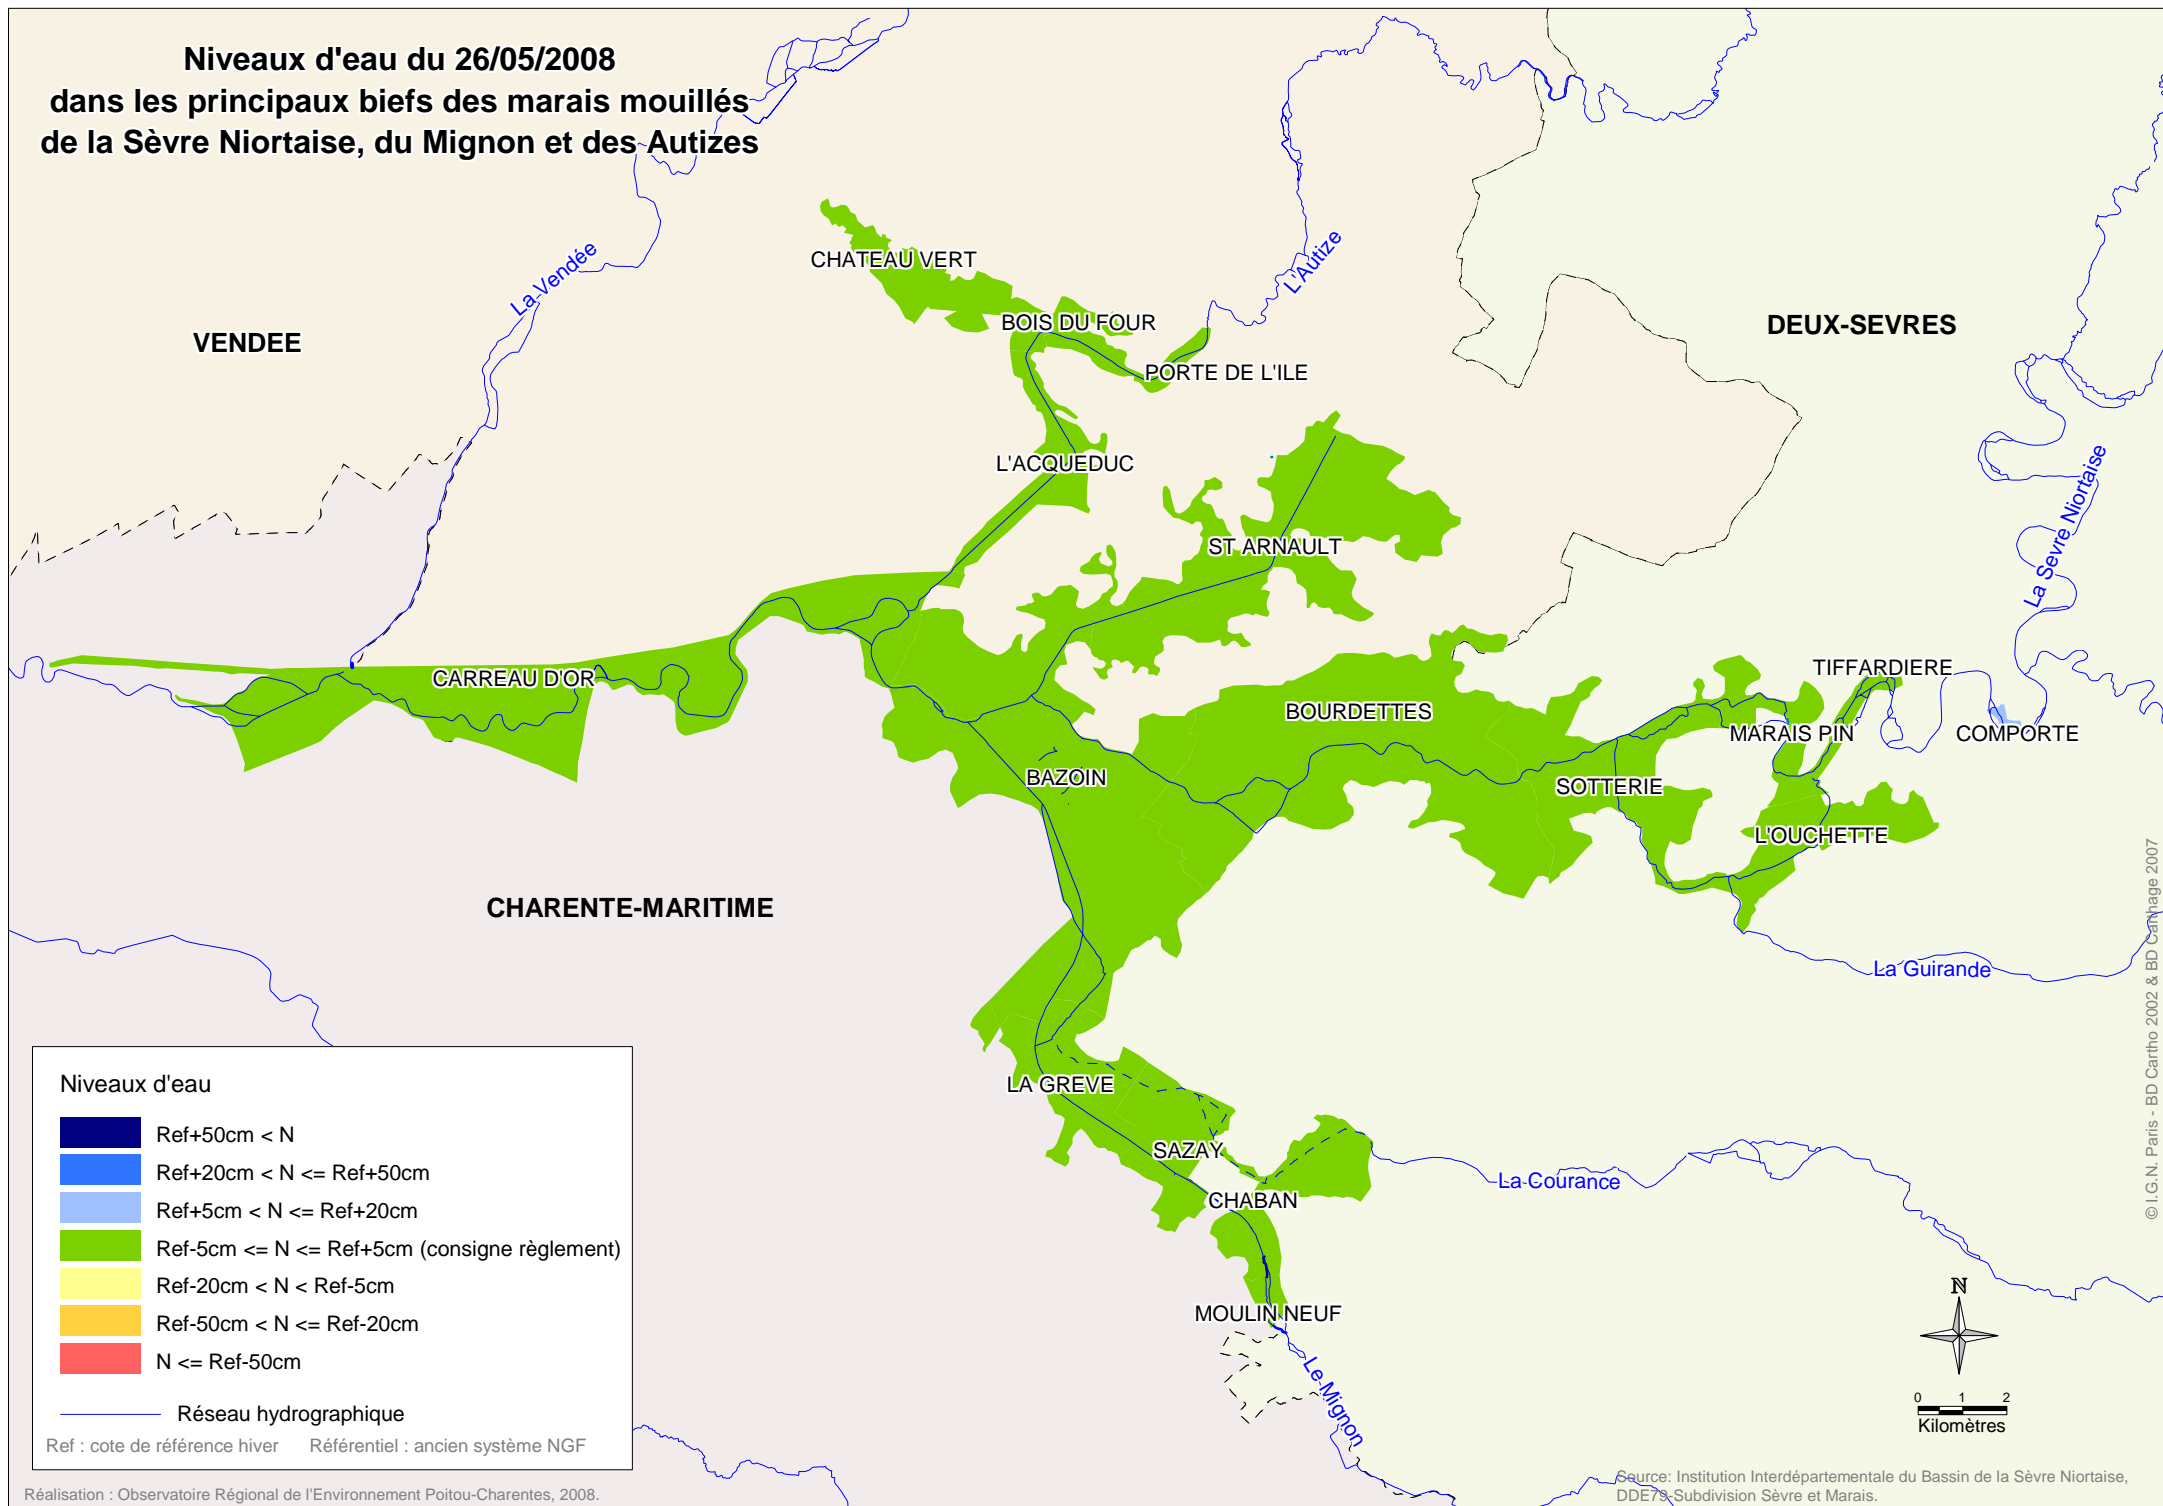 Niveaux d'eau du 26/05/2008
dans les principaux biefs des marais mouillés
de la Sèvre Niortaise, du Mignon et des Autizes
La Vendée
L'Autize
CHATEAU VERT
BOIS DU FOUR
PORTE DE L'ILE
VENDEE
DEUX-SEVRES
L'ACQUEDUC
ST ARNAULT
La Sèvre Niortaise
CARREAU D'OR
TIFFARDIERE
BOURDETTES
MARAIS PIN
COMPORTE
BAZOIN
SOTTERIE
L'OUCHETTE
CHARENTE-MARITIME
La Guirande
LA GREVE
SAZAY
CHABAN
La Courance
MOULIN NEUF
Le Mignon
Niveaux d'eau
Ref+50cm < N
Ref+20cm < N <= Ref+50cm
Ref+5cm < N <= Ref+20cm
Ref-5cm <= N <= Ref+5cm (consigne règlement)
Ref-20cm < N < Ref-5cm
Ref-50cm < N <= Ref-20cm
N <= Ref-50cm
Réseau hydrographique
Ref : cote de référence hiver Référentiel : ancien système NGF
N
0 1 2
Kilomètres
© I.G.N. Paris - BD Cartho 2002 & BD Carthage 2007
Réalisation : Observatoire Régional de l'Environnement Poitou-Charentes, 2008.
Source: Institution Interdépartementale du Bassin de la Sèvre Niortaise,
DDE79-Subdivision Sèvre et Marais.